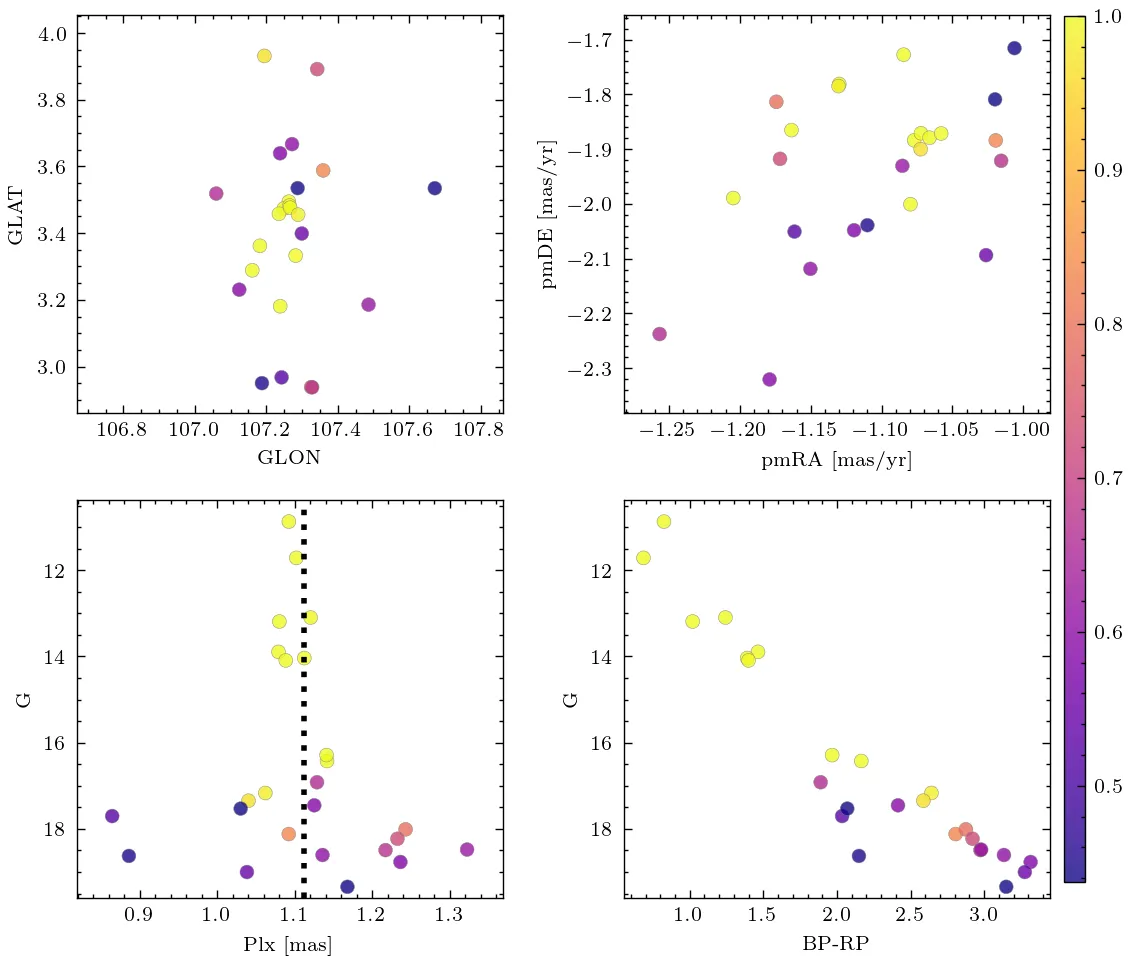 4.0
3.8
3.6
3.4
3.2
3.0
GLAT
106.8 107.0 107.2 107.4 107.6 107.8
GLON
−1.7
−1.8
−1.9
−2.0
−2.1
−2.2
−2.3
pmDE [mas/yr]
−1.25 −1.20 −1.15 −1.10 −1.05 −1.00
pmRA [mas/yr]
1.0
0.9
0.8
0.7
0.6
0.5
12
14
16
18
G
0.9 1.0 1.1 1.2 1.3
Plx [mas]
12
14
16
18
G
1.0 1.5 2.0 2.5 3.0
BP-RP